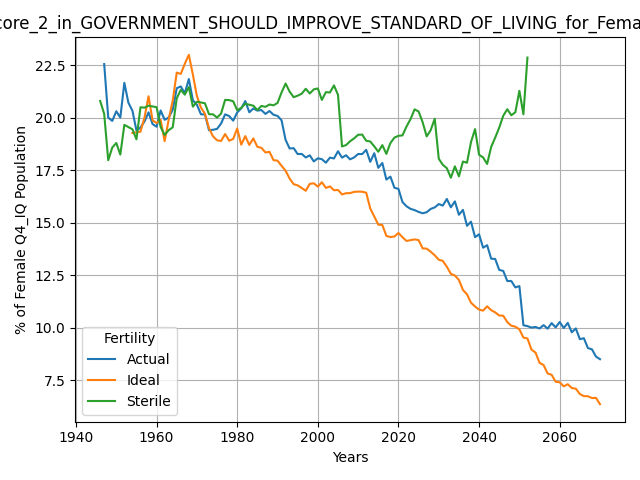 core_2_in_GOVERNMENT_SHOULD_IMPROVE_STANDARD_OF_LIVING_for_Fema
% of Female Q4_IQ Population
22.5
20.0
17.5
15.0
12.5
10.0
7.5
Fertility
Actual
Ideal
Sterile
1940 1960 1980 2000 2020 2040 2060
Years